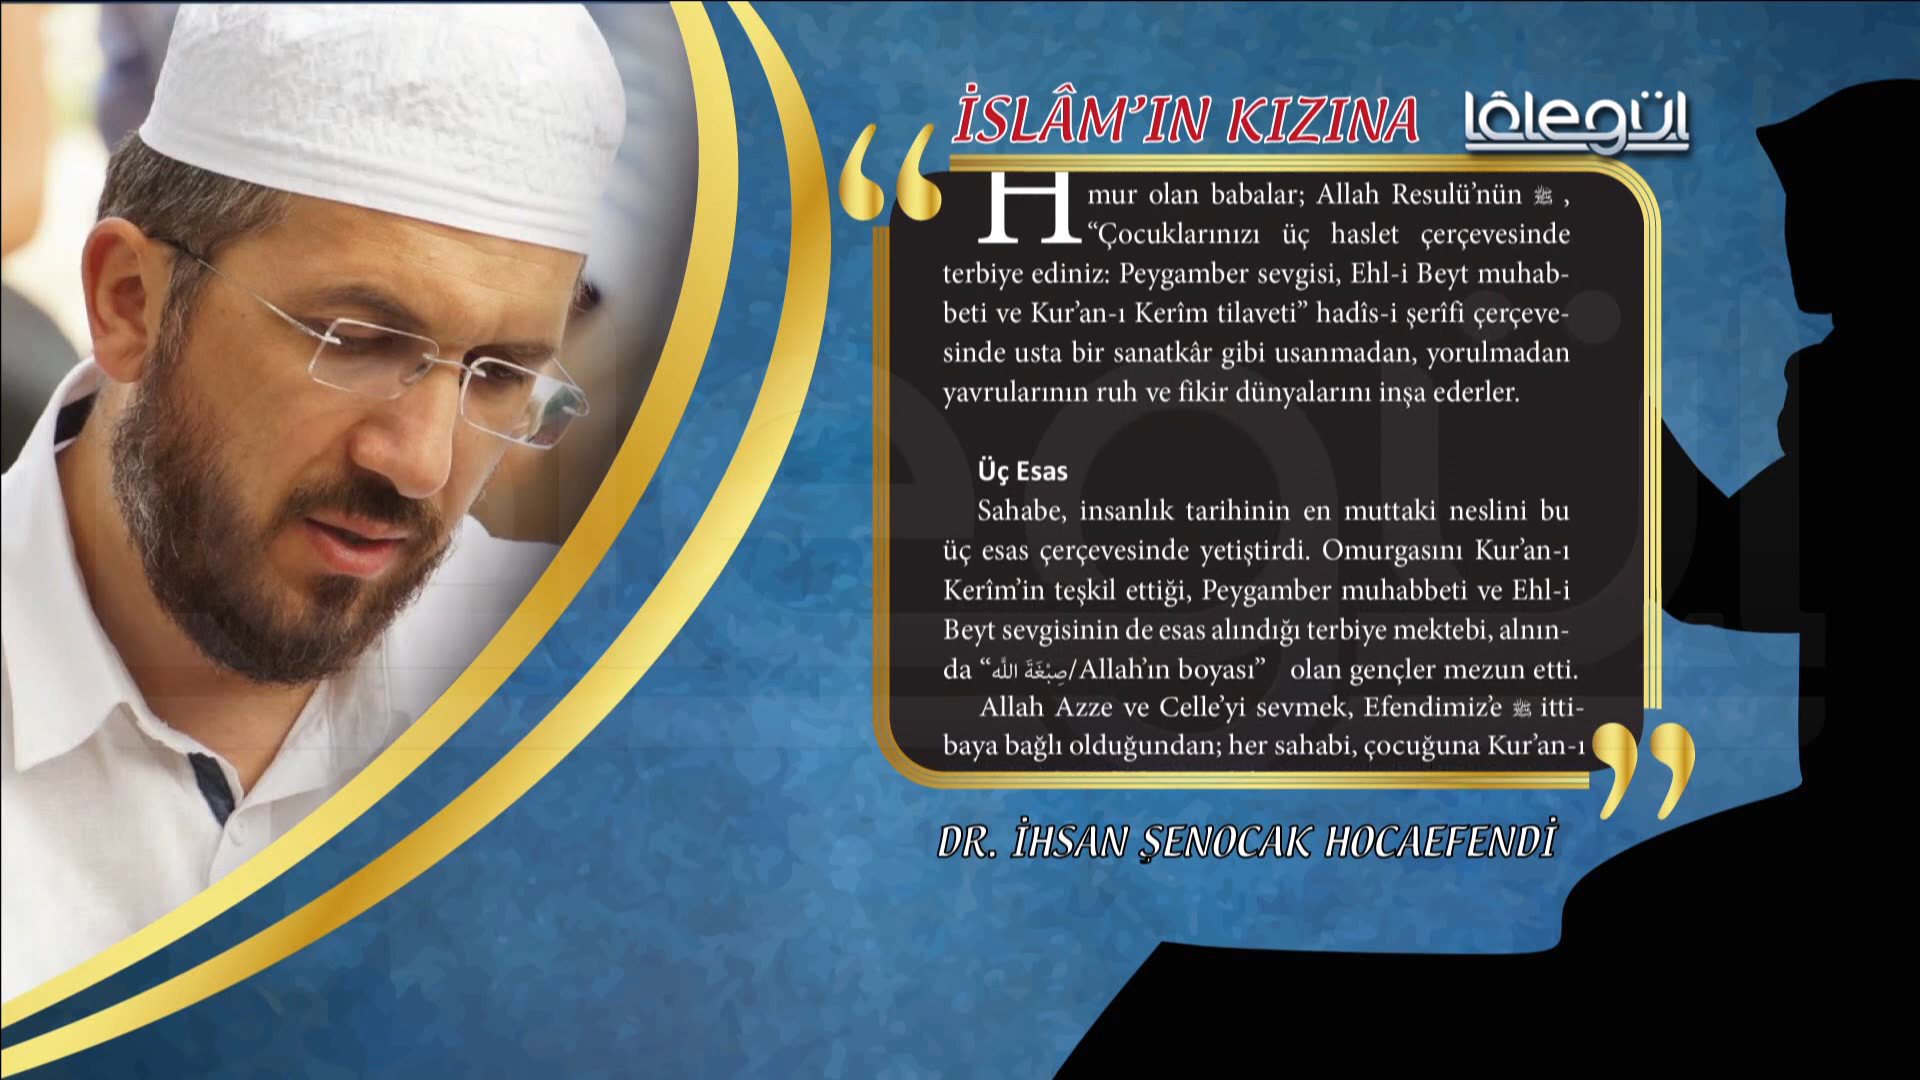 İSLÂM’IN KIZINA
lâlegül
H
mur olan babalar; Allah Resulü’nün ﷺ ,
“Çocuklarınızı üç haslet çerçevesinde
terbiye ediniz: Peygamber sevgisi, Ehl-i Beyt muhab-
beti ve Kur’an-ı Kerîm tilaveti” hadîs-i şerîfi çerçeve-
sinde usta bir sanatkâr gibi usanmadan, yorulmadan
yavrularının ruh ve fikir dünyalarını inşa ederler.
Üç Esas
Sahabe, insanlık tarihinin en muttaki neslini bu
üç esas çerçevesinde yetiştirdi. Omurgasını Kur’an-ı
Kerîm’in teşkil ettiği, Peygamber muhabbeti ve Ehl-i
Beyt sevgisinin de esas alındığı terbiye mektebi, alnın-
da “صِبْغَةَ اللَّه/Allah’ın boyası” olan gençler mezun etti.
Allah Azze ve Celle’yi sevmek, Efendimiz’e ﷺ itti-
baya bağlı olduğundan; her sahabi, çocuğuna Kur’an-ı
DR. İHSAN ŞENOCAK HOCAEFENDİ